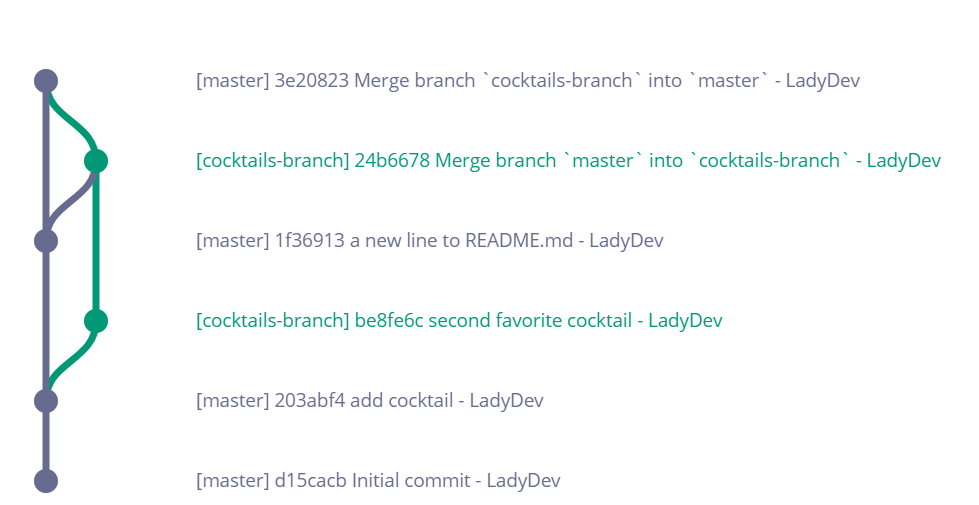 [master] 3e20823 Merge branch `cocktails-branch` into `master` - LadyDev
[cocktails-branch] 24b6678 Merge branch `master` into `cocktails-branch` - LadyDev
[master] 1f36913 a new line to README.md - LadyDev
[cocktails-branch] be8fe6c second favorite cocktail - LadyDev
[master] 203abf4 add cocktail - LadyDev
[master] d15cacb Initial commit - LadyDev